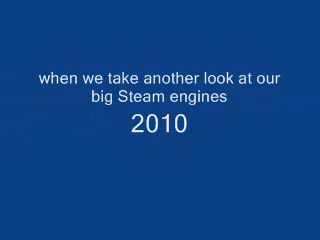 when we take another look at our
big Steam engines
2010